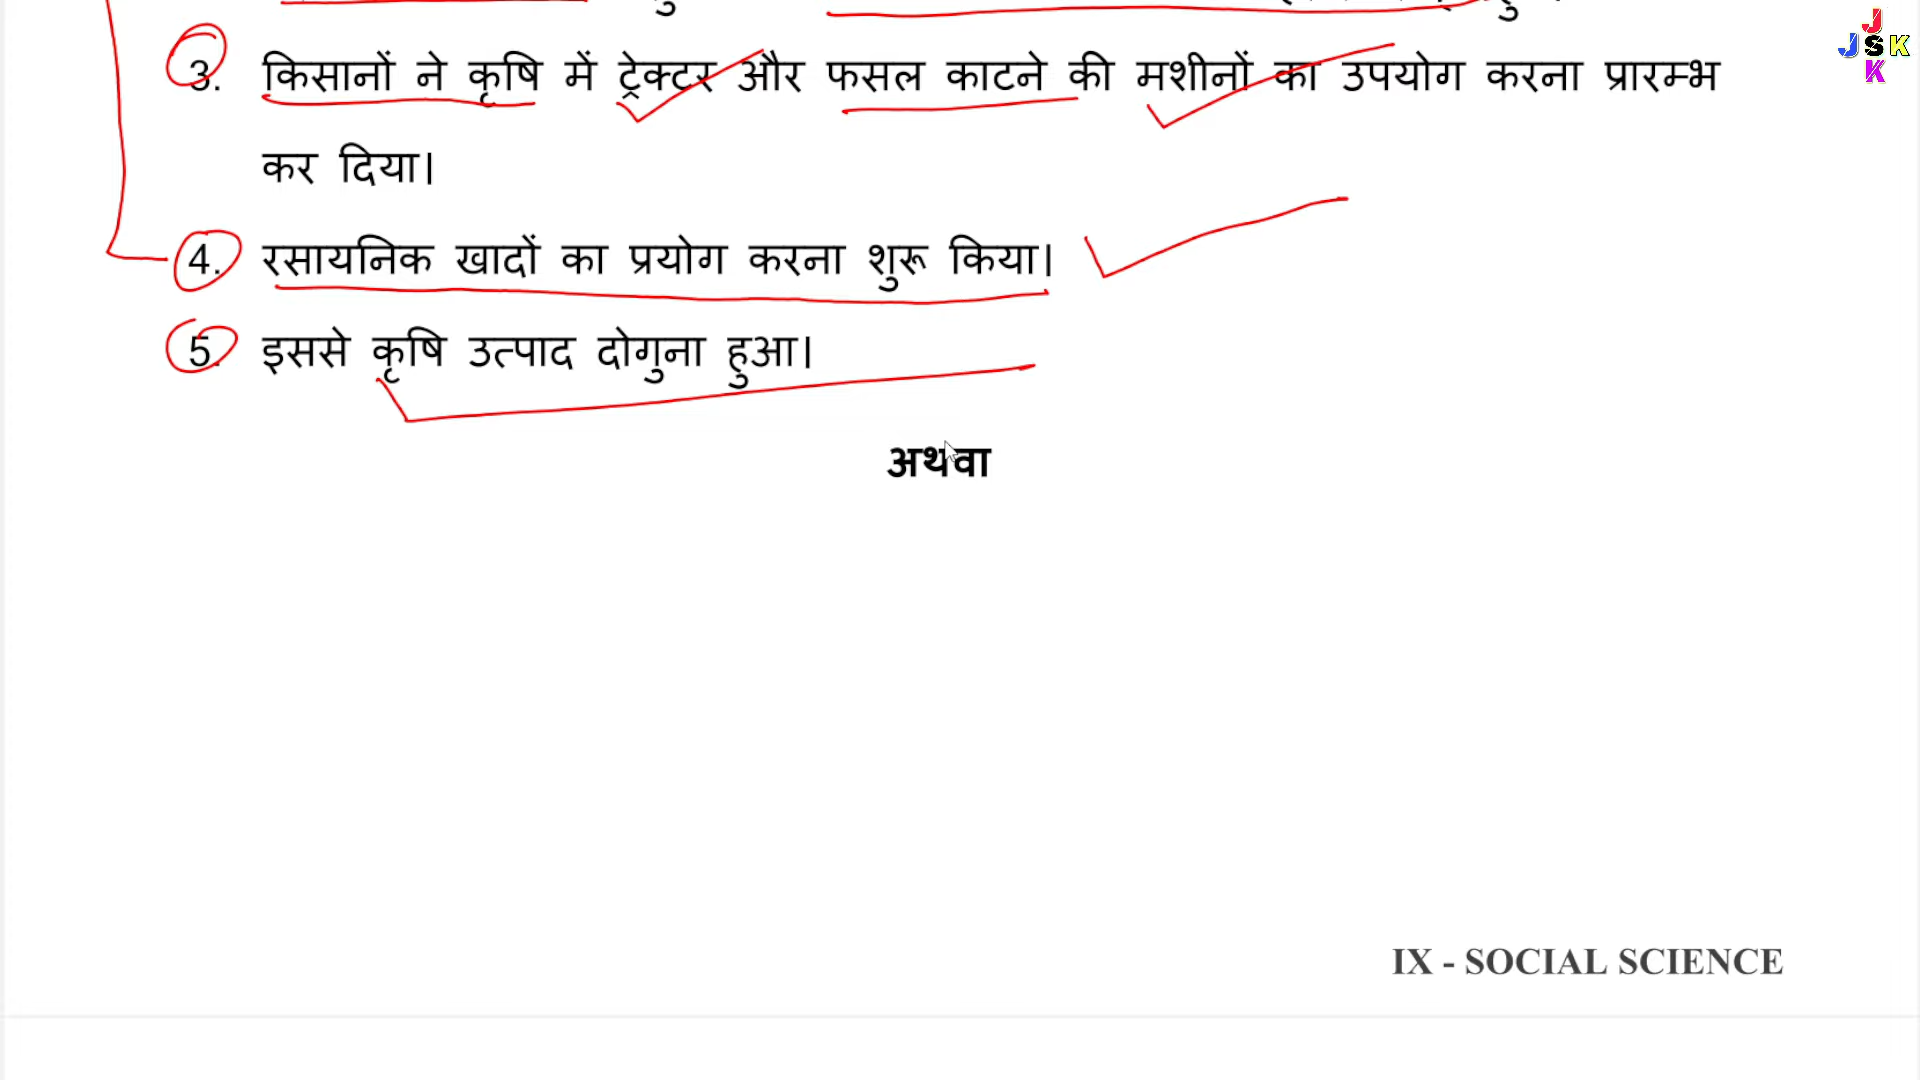 J
JSK
K
3. किसानों ने कृषि में ट्रेक्टर और फसल काटने की मशीनों का उपयोग करना प्रारम्भ
कर दिया।
4. रसायनिक खादों का प्रयोग करना शुरू किया।
5. इससे कृषि उत्पाद दोगुना हुआ।
अथवा
IX - SOCIAL SCIENCE